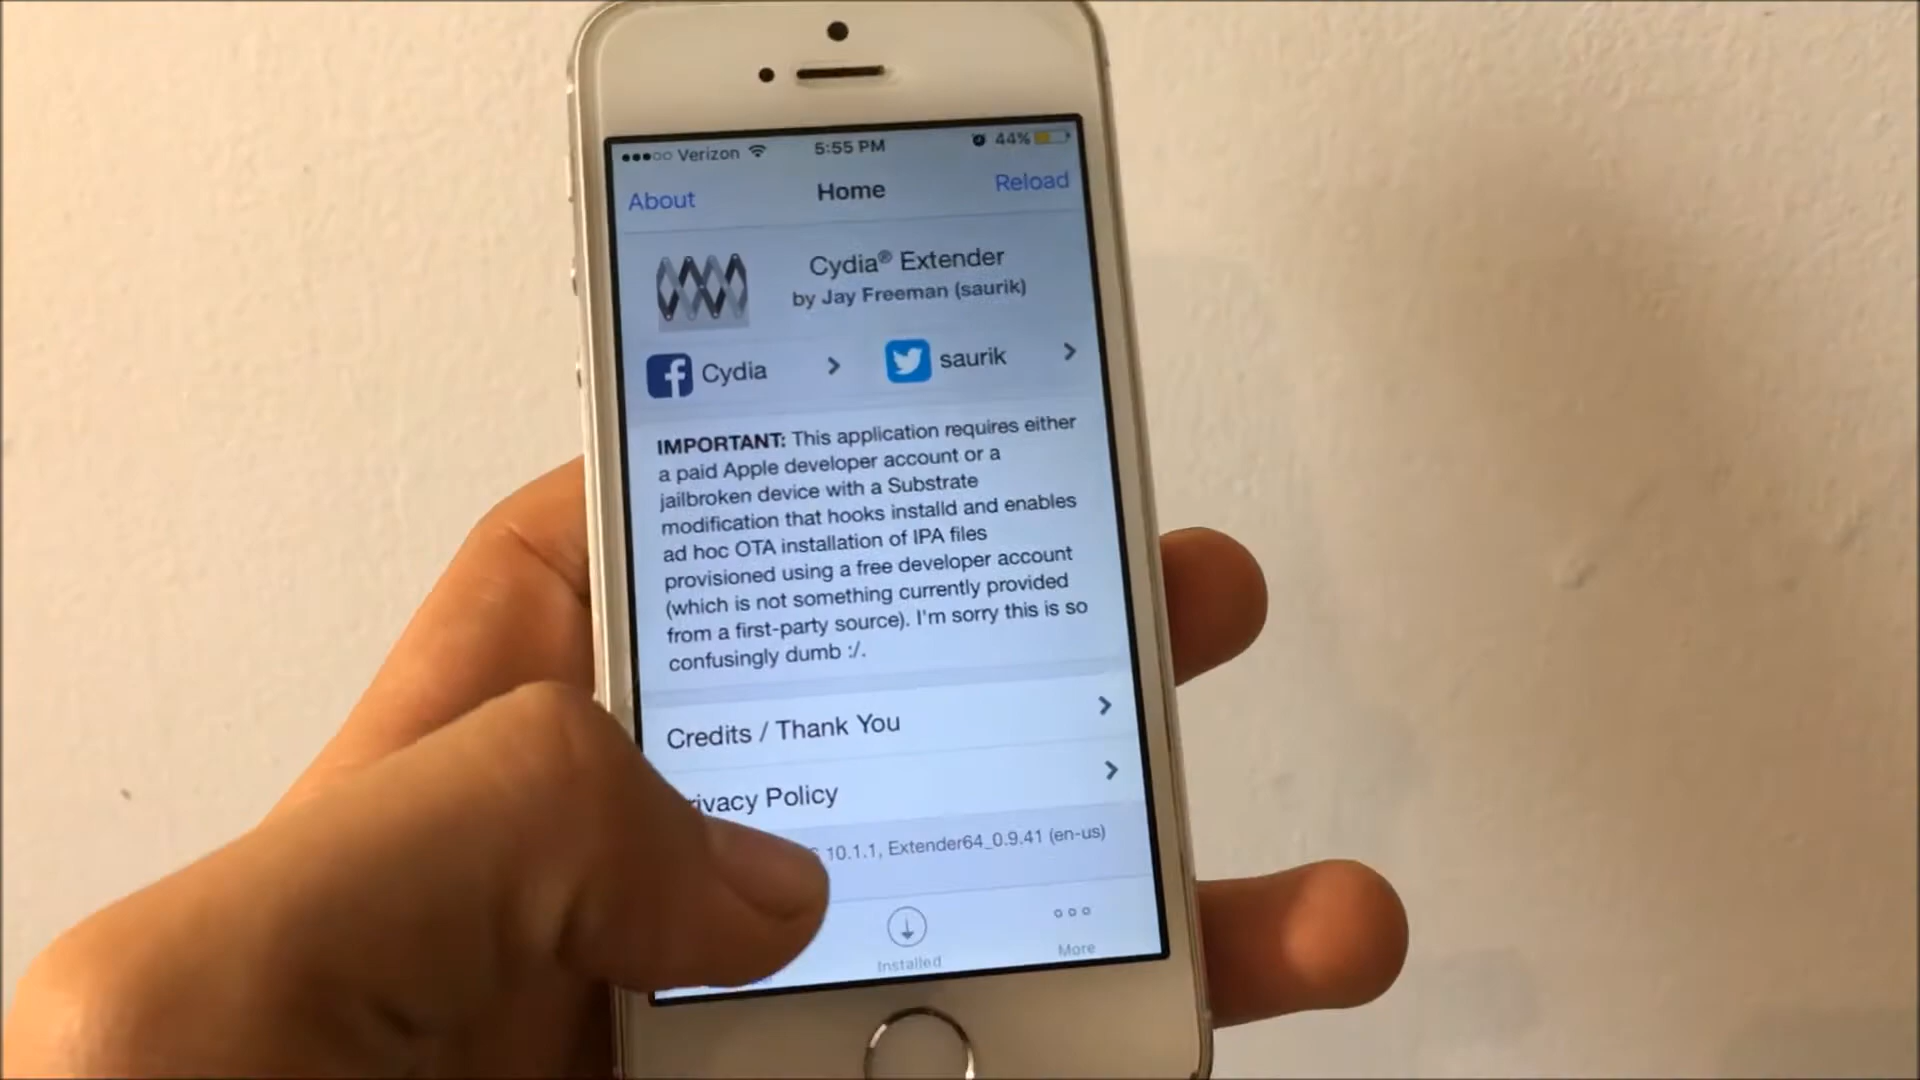 Verizon 5:55 PM 44%
About Home Reload
Cydia® Extender
by Jay Freeman (saurik)
Cydia saurik
IMPORTANT: This application requires either
a paid Apple developer account or a
jailbroken device with a Substrate
modification that hooks installd and enables
ad hoc OTA installation of IPA files
provisioned using a free developer account
(which is not something currently provided
from a first-party source). I'm sorry this is so
confusingly dumb :/.
Credits / Thank You
rivacy Policy
10.1.1, Extender64_0.9.41 (en-us)
Installed More